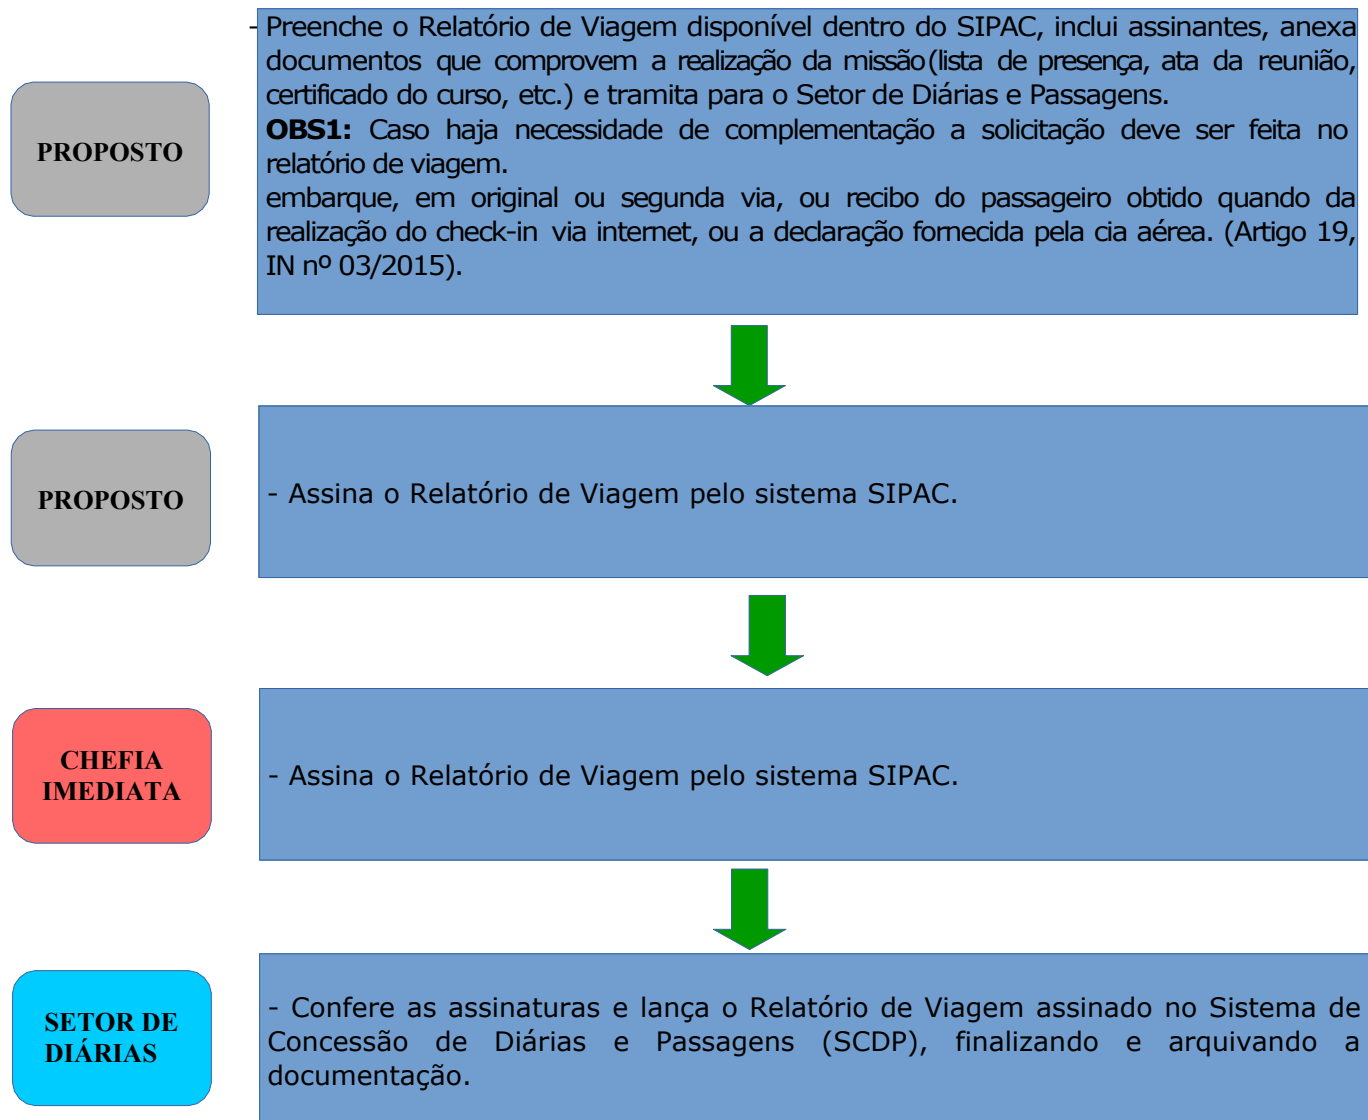 PROPOSTO
- Preenche o Relatório de Viagem disponível dentro do SIPAC, inclui assinantes, anexa
documentos que comprovem a realização da missão(lista de presença, ata da reunião,
certificado do curso, etc.) e tramita para o Setor de Diárias e Passagens.
OBS1: Caso haja necessidade de complementação a solicitação deve ser feita no
relatório de viagem.
embarque, em original ou segunda via, ou recibo do passageiro obtido quando da
realização do check-in via internet, ou a declaração fornecida pela cia aérea. (Artigo 19,
IN nº 03/2015).
PROPOSTO
- Assina o Relatório de Viagem pelo sistema SIPAC.
CHEFIA
IMEDIATA
- Assina o Relatório de Viagem pelo sistema SIPAC.
SETOR DE
DIÁRIAS
- Confere as assinaturas e lança o Relatório de Viagem assinado no Sistema de
Concessão de Diárias e Passagens (SCDP), finalizando e arquivando a
documentação.